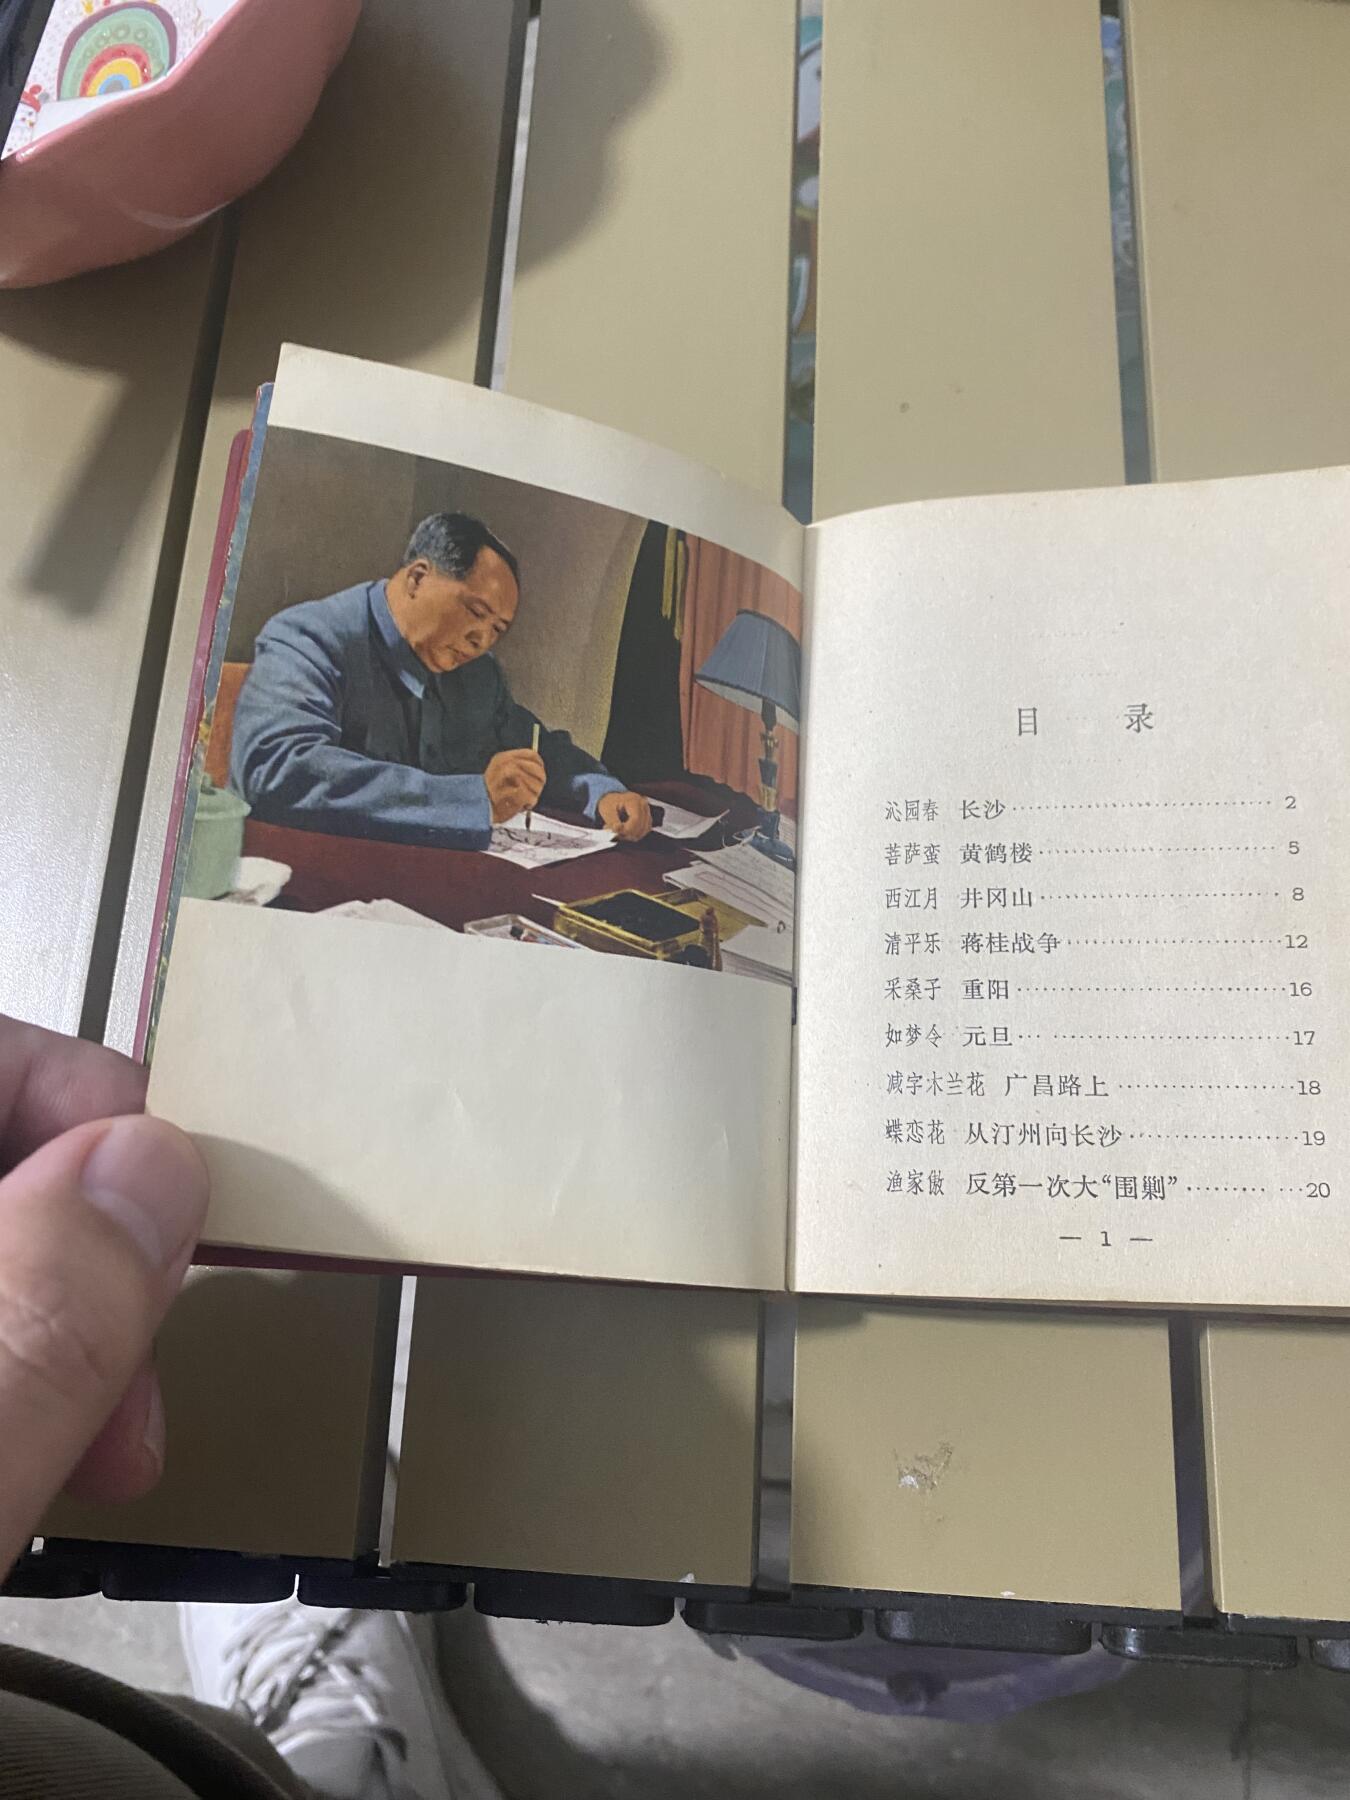 目 录
沁园春 长沙……………………………2
菩萨蛮 黄鹤楼…………………………5
西江月 井冈山…………………………8
清平乐 蒋桂战争………………………12
采桑子 重阳……………………………16
如梦令 元旦… …………………………17
减字木兰花 广昌路上…………………18
蝶恋花 从汀州向长沙…………………19
渔家傲 反第一次大“围剿”……… …20
— 1 —